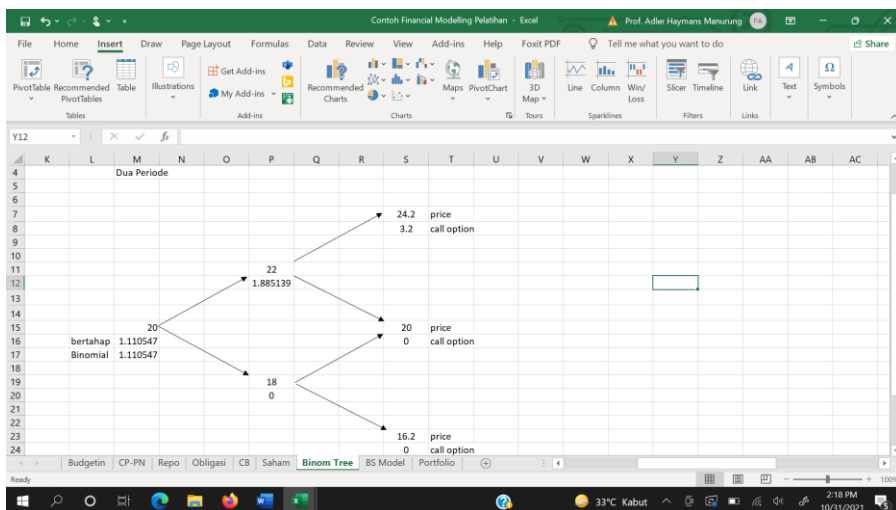 Contoh Financial Modelling Pelatihan - Excel
Prof. Adler Haymans Manurung PA
File Home Insert Draw Page Layout Formulas Data Review View Add-ins Help Foxit PDF Tell me what you want to do Share
PivotTable Recommended PivotTables Table
Illustrations
Get Add-ins
My Add-ins
Recommended Charts
Maps PivotChart
3D Map
Line Column Win/Loss
Slicer Timeline
Link
Text
Symbols
Tables Add-ins Charts Tours Sparklines Filters Links
Y12 fx
K L M N O P Q R S T U V W X Y Z AA AB AC
4 Dua Periode
5
6
7 24.2 price
8 3.2 call option
9
10
11 22
12 1.885139
13
14
15 20 20 price
16 bertahap 1.110547 0 call option
17 Binomial 1.110547
18
19 18
20 0
21
22
23 16.2 price
24 0 call option
Budgetin CP-PN Repo Obligasi CB Saham Binom Tree BS Model Portfolio
Ready 100%
33°C Kabut 2:18 PM
10/31/2021